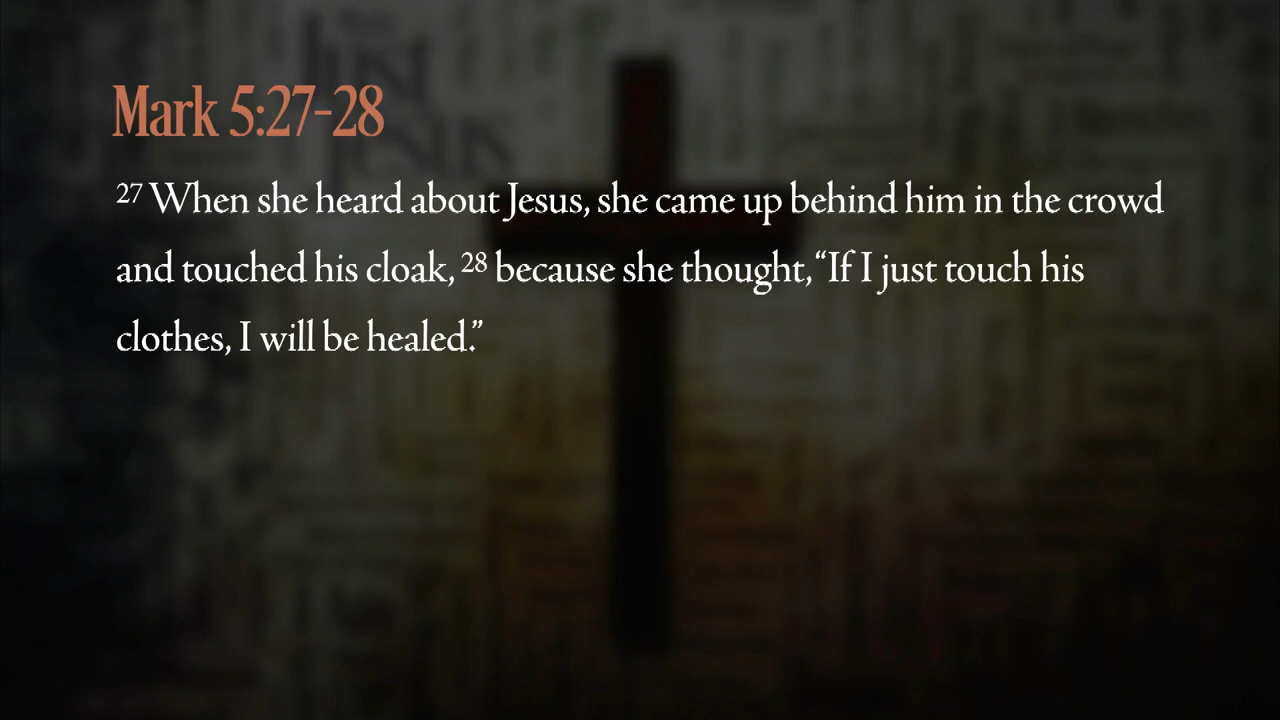 Mark 5:27-28
27 When she heard about Jesus, she came up behind him in the crowd
and touched his cloak, 28 because she thought, “If I just touch his
clothes, I will be healed.”